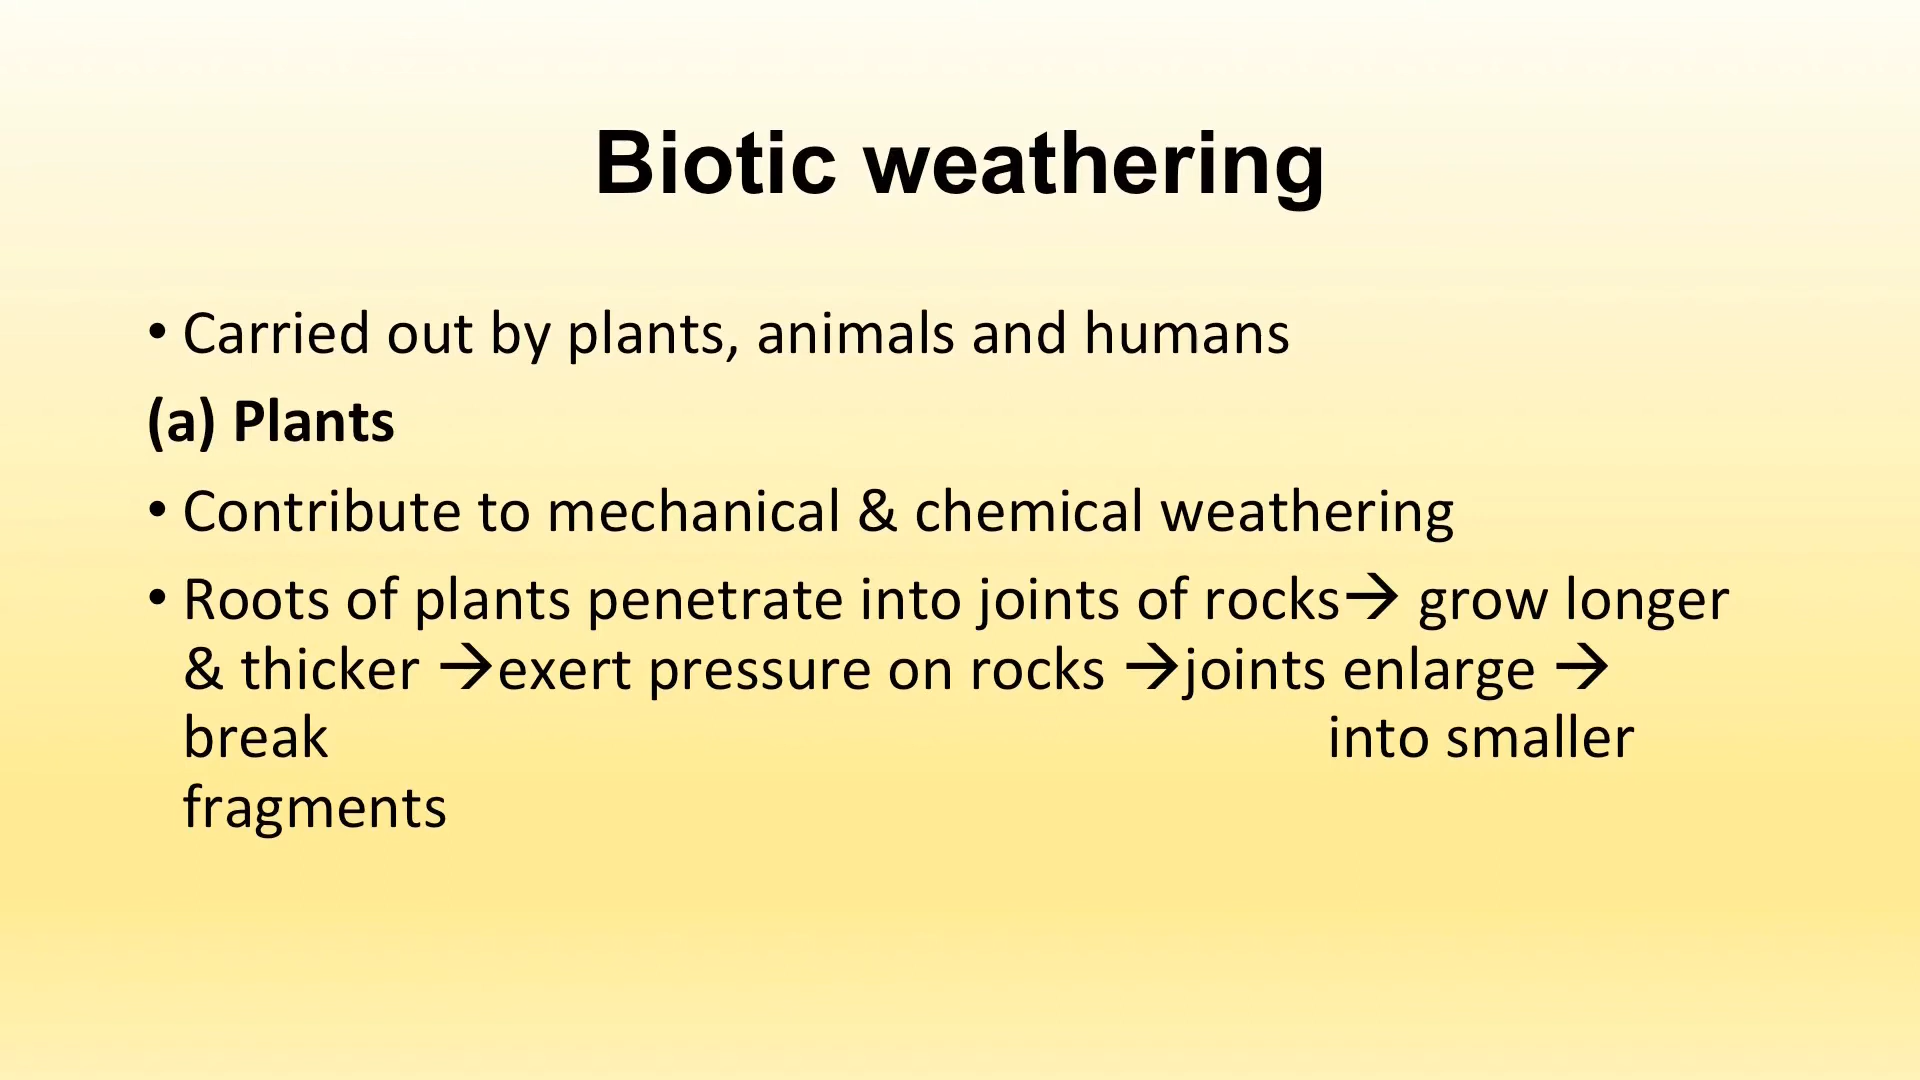 Biotic weathering
• Carried out by plants, animals and humans
(a) Plants
• Contribute to mechanical & chemical weathering
• Roots of plants penetrate into joints of rocks→ grow longer
& thicker →exert pressure on rocks →joints enlarge →
break into smaller
fragments